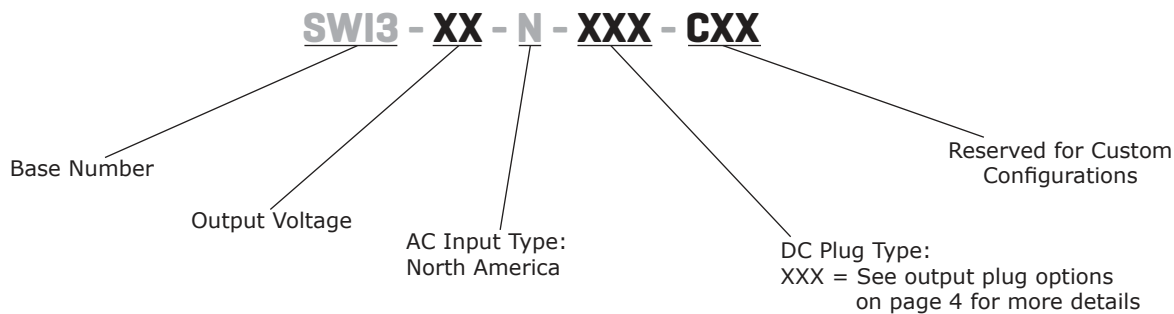 SWI3 - XX - N - XXX - CXX
Base Number
Output Voltage
AC Input Type:
North America
DC Plug Type:
XXX = See output plug options
on page 4 for more details
Reserved for Custom
Configurations